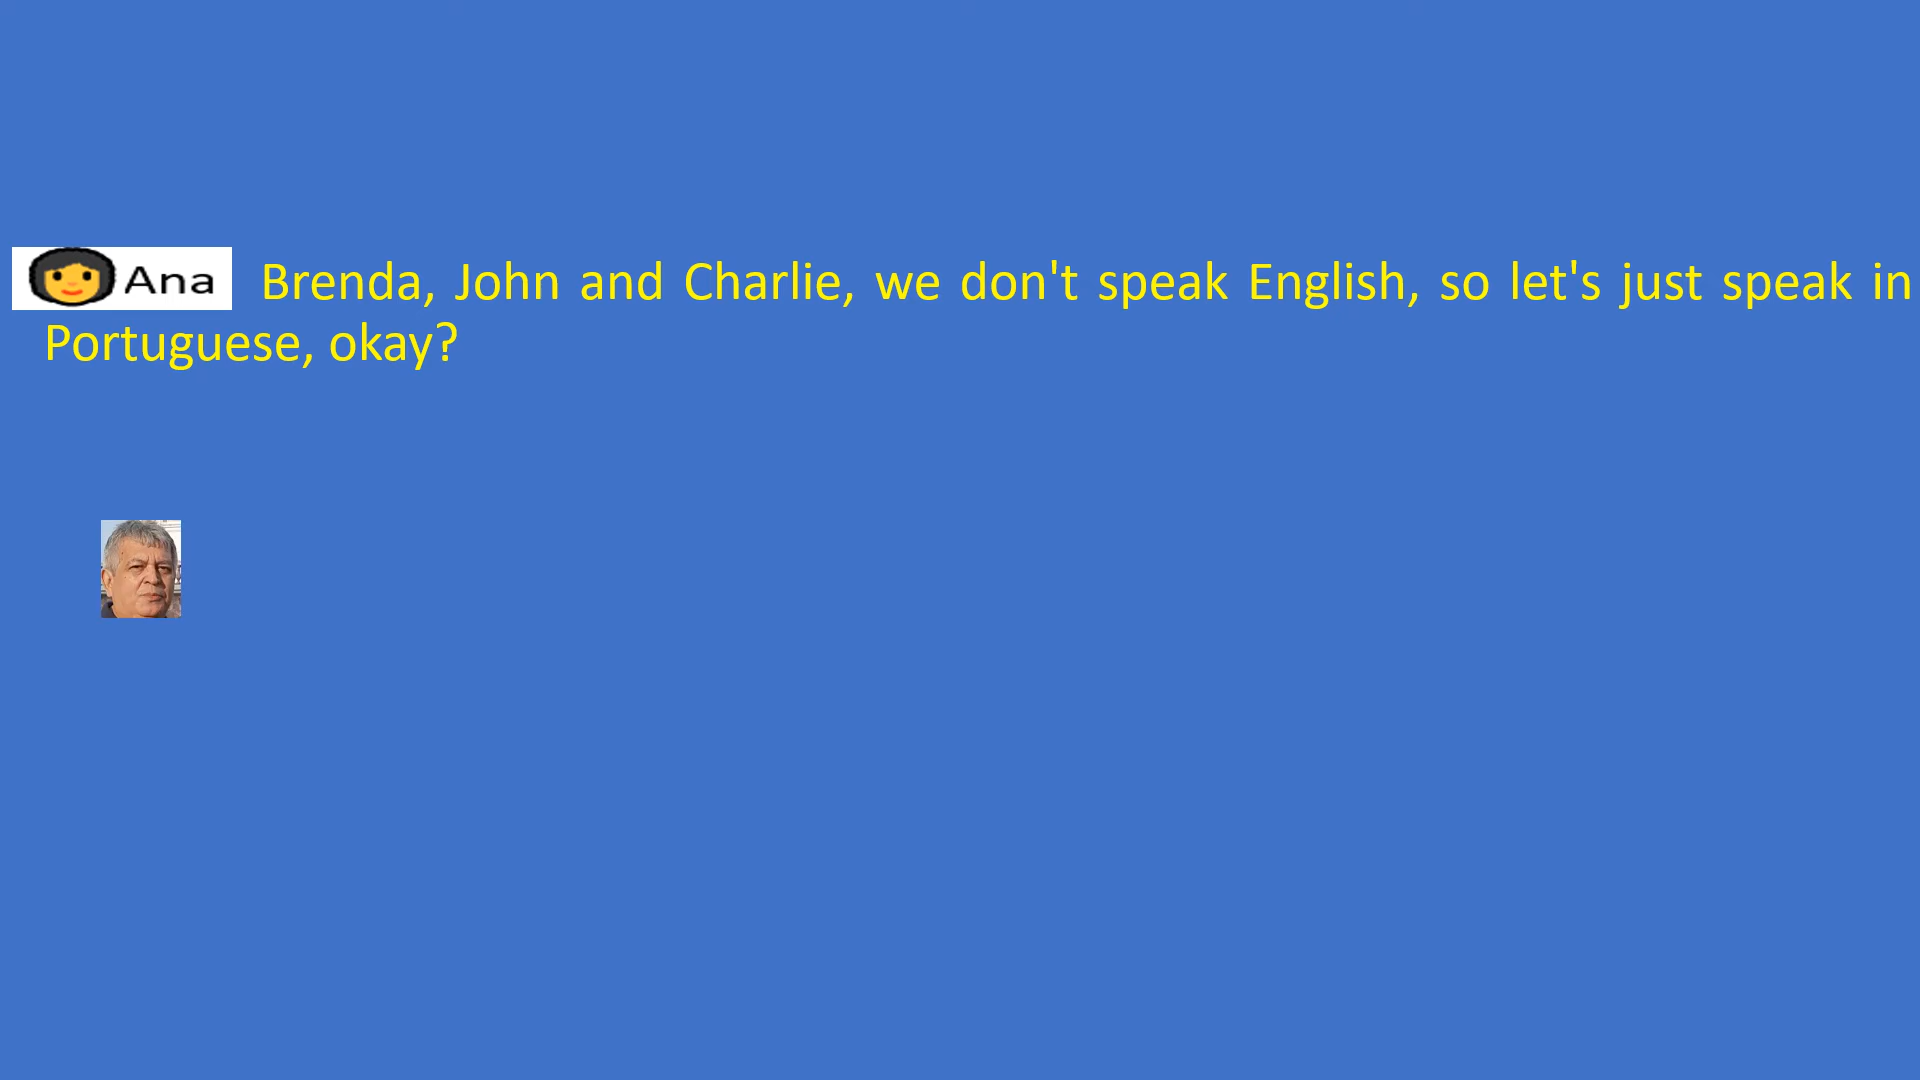 Ana Brenda, John and Charlie, we don't speak English, so let's just speak in
Portuguese, okay?